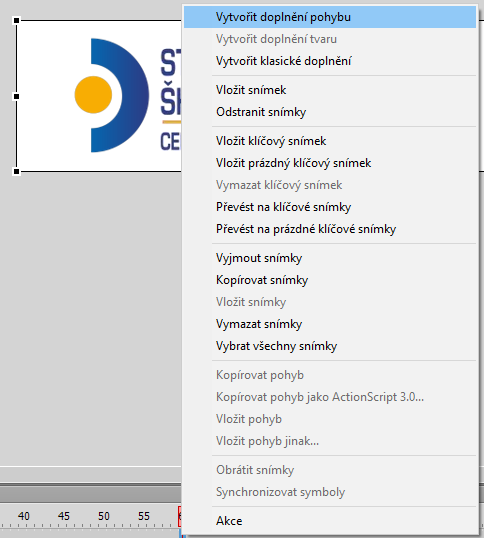 Vytvořit doplnění pohybu
Vytvořit doplnění tvaru
Vytvořit klasické doplnění
Vložit snímek
Odstranit snímky
Vložit klíčový snímek
Vložit prázdný klíčový snímek
Vymazat klíčový snímek
Převést na klíčové snímky
Převést na prázdné klíčové snímky
Vyjmout snímky
Kopírovat snímky
Vložit snímky
Vymazat snímky
Vybrat všechny snímky
Kopírovat pohyb
Kopírovat pohyb jako ActionScript 3.0...
Vložit pohyb
Vložit pohyb jinak...
Obrátit snímky
Synchronizovat symboly
Akce
ST
ŠK
CE
40 45 50 55